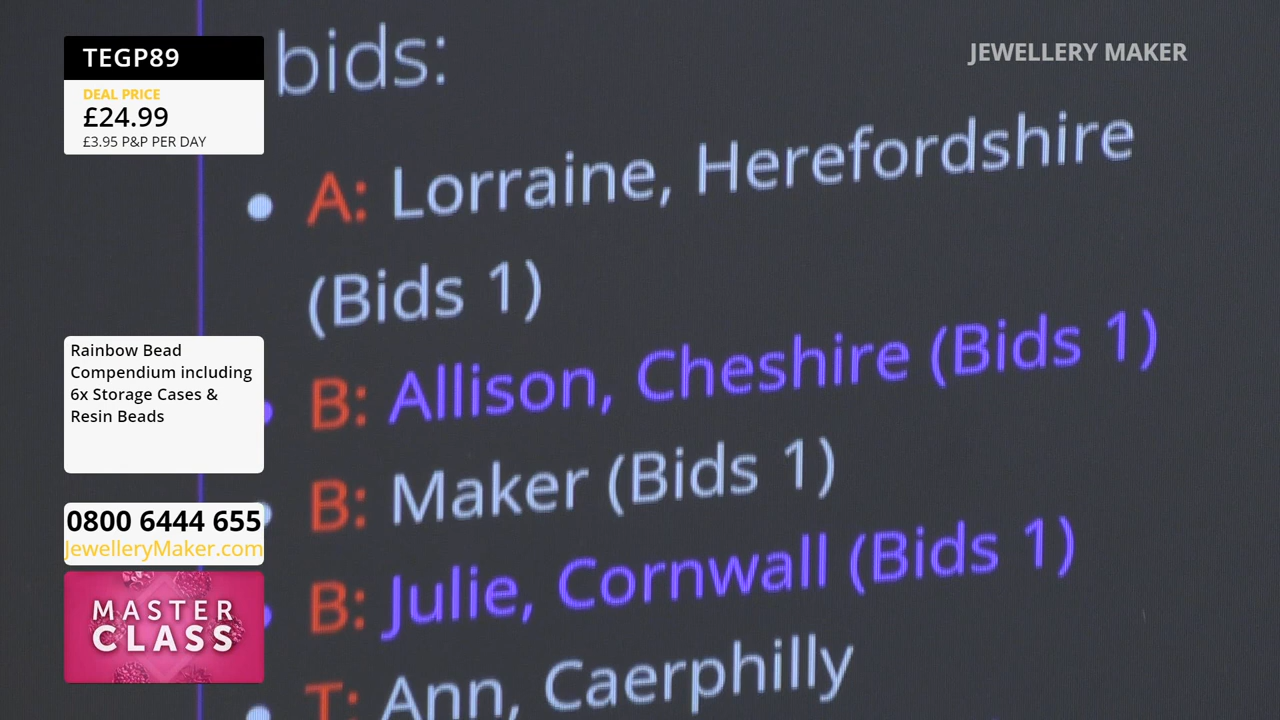 TEGP89
DEAL PRICE
£24.99
£3.95 P&P PER DAY
JEWELLERY MAKER
bids:
A: Lorraine, Herefordshire
(Bids 1)
B: Allison, Cheshire (Bids 1)
B: Maker (Bids 1)
B: Julie, Cornwall (Bids 1)
T: Ann, Caerphilly
Rainbow Bead
Compendium including
6x Storage Cases &
Resin Beads
0800 6444 655
JewelleryMaker.com
MASTER
CLASS